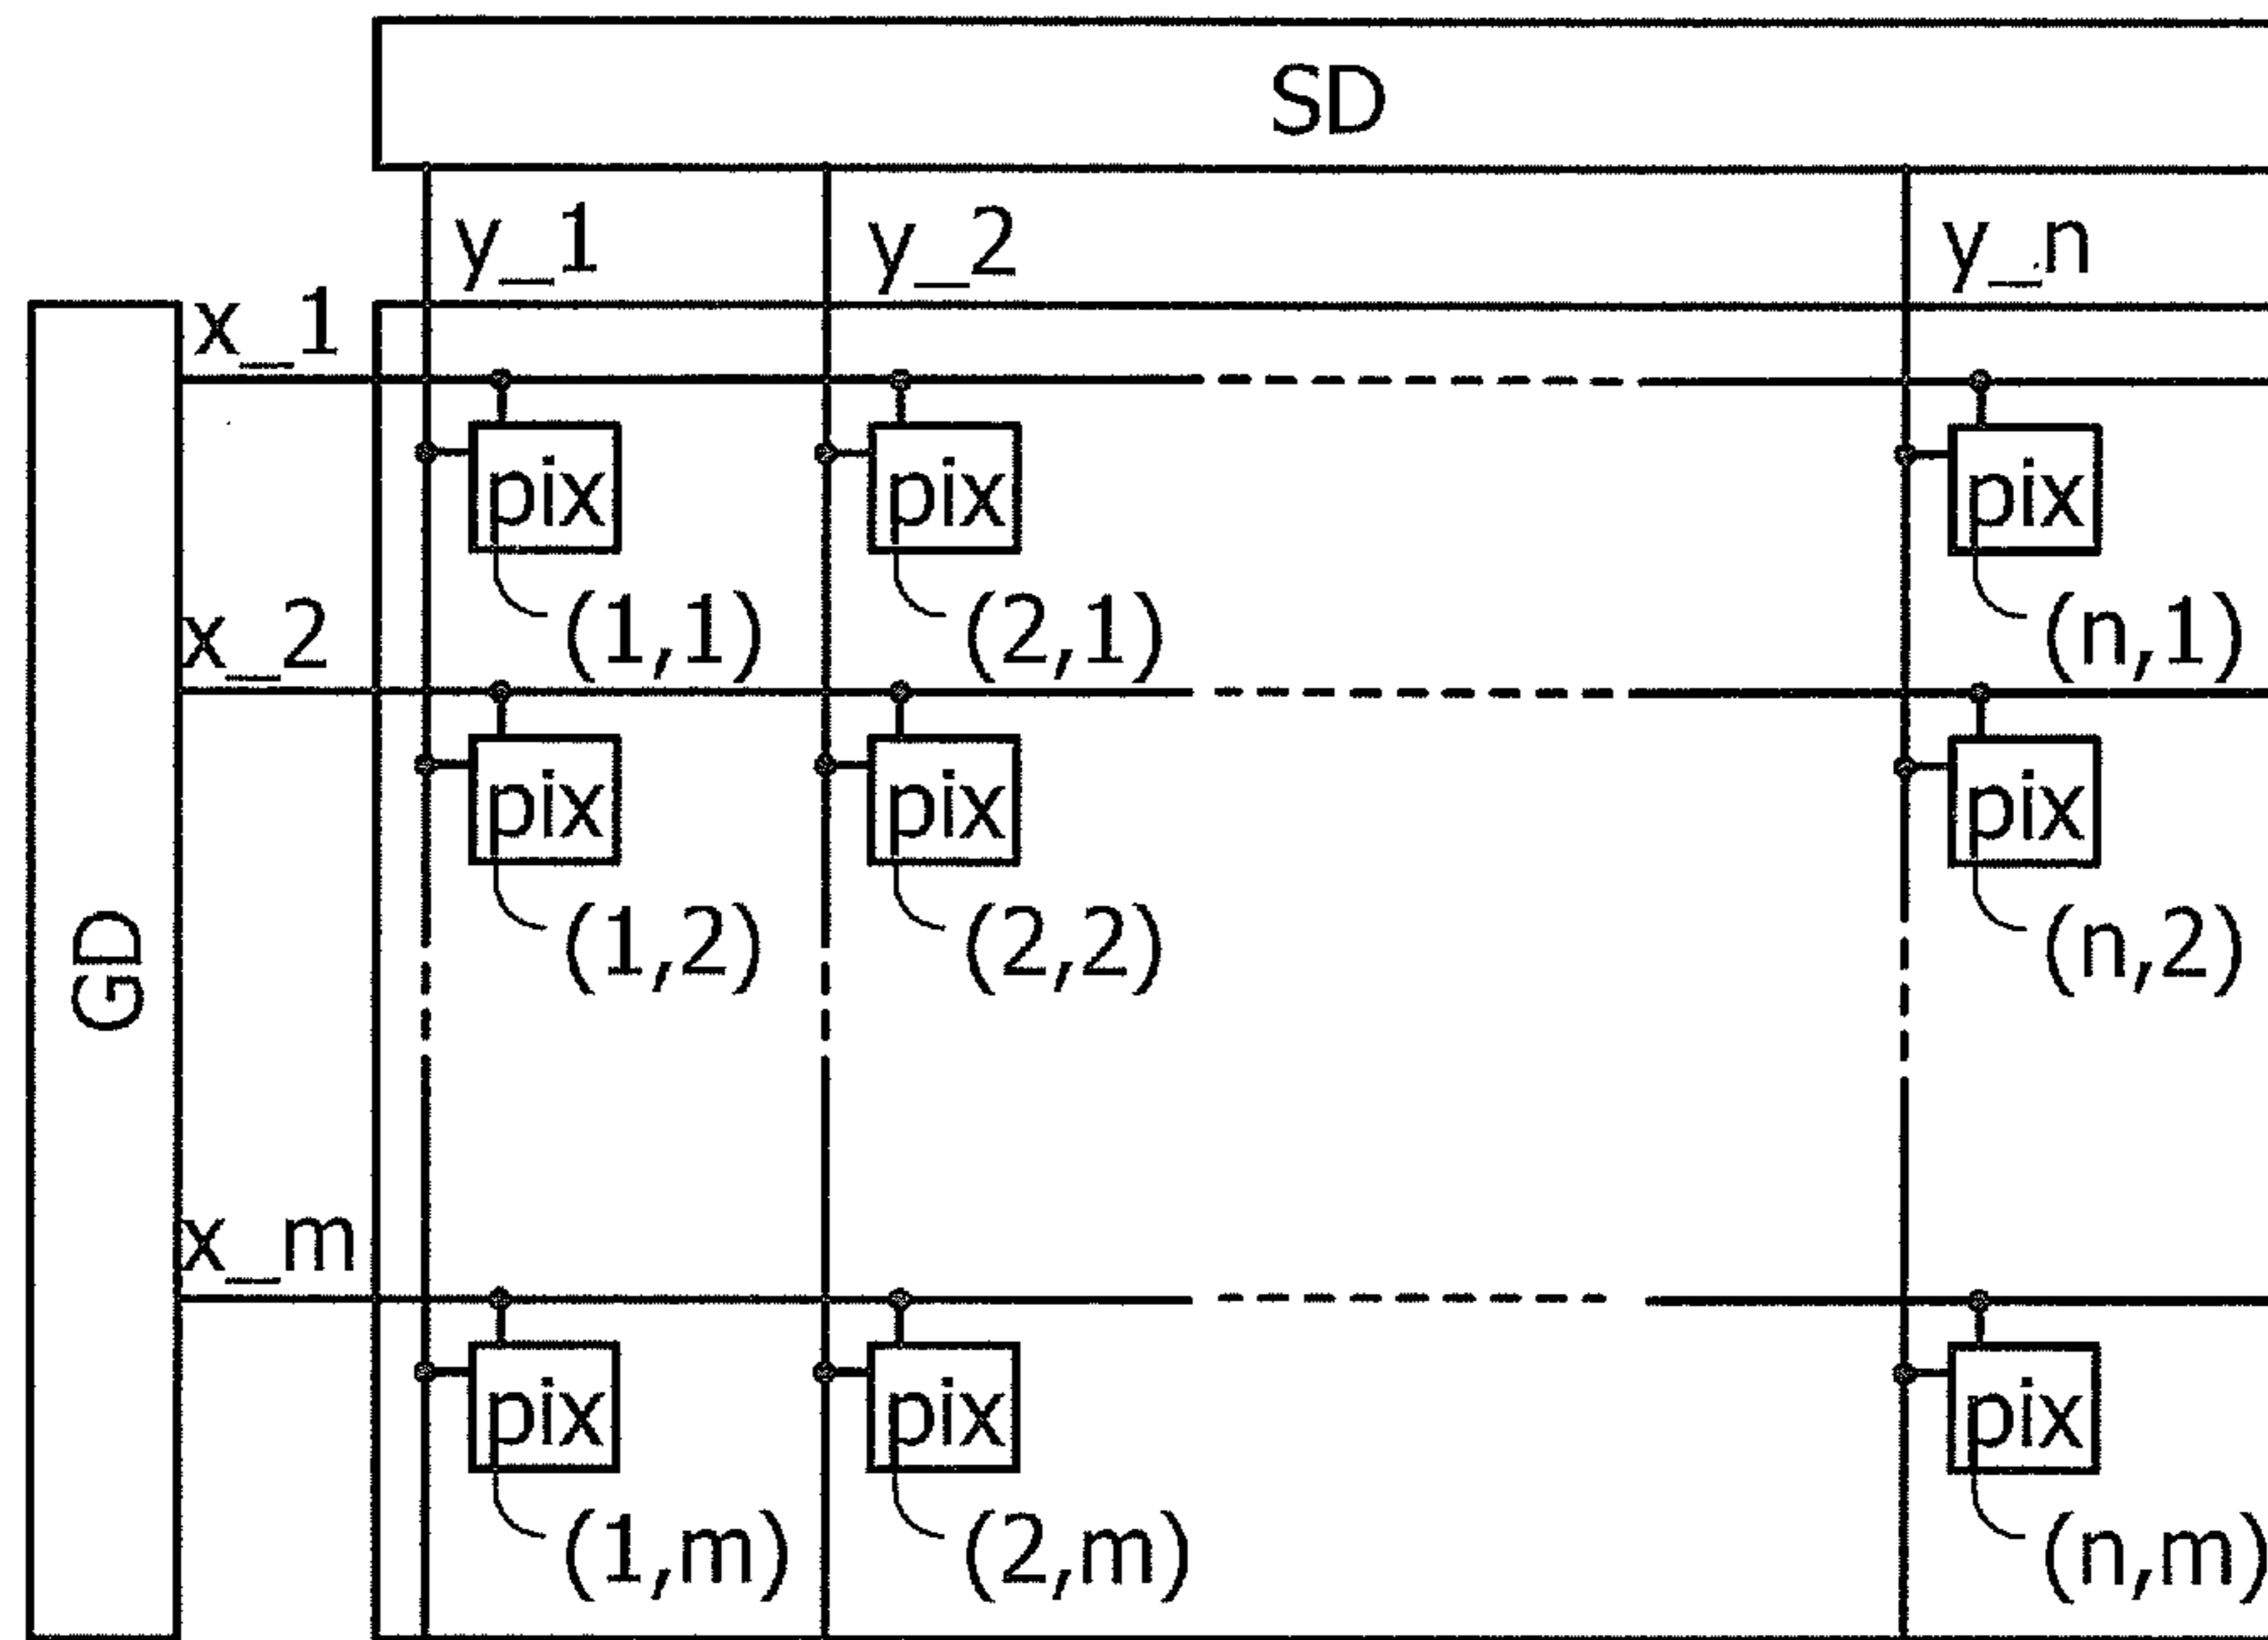 SD
y_1 y_2 y_n
x_1
pix pix pix
(1,1) (2,1) (n,1)
x_2
pix pix pix
(1,2) (2,2) (n,2)
GD
x_m
pix pix pix
(1,m) (2,m) (n,m)